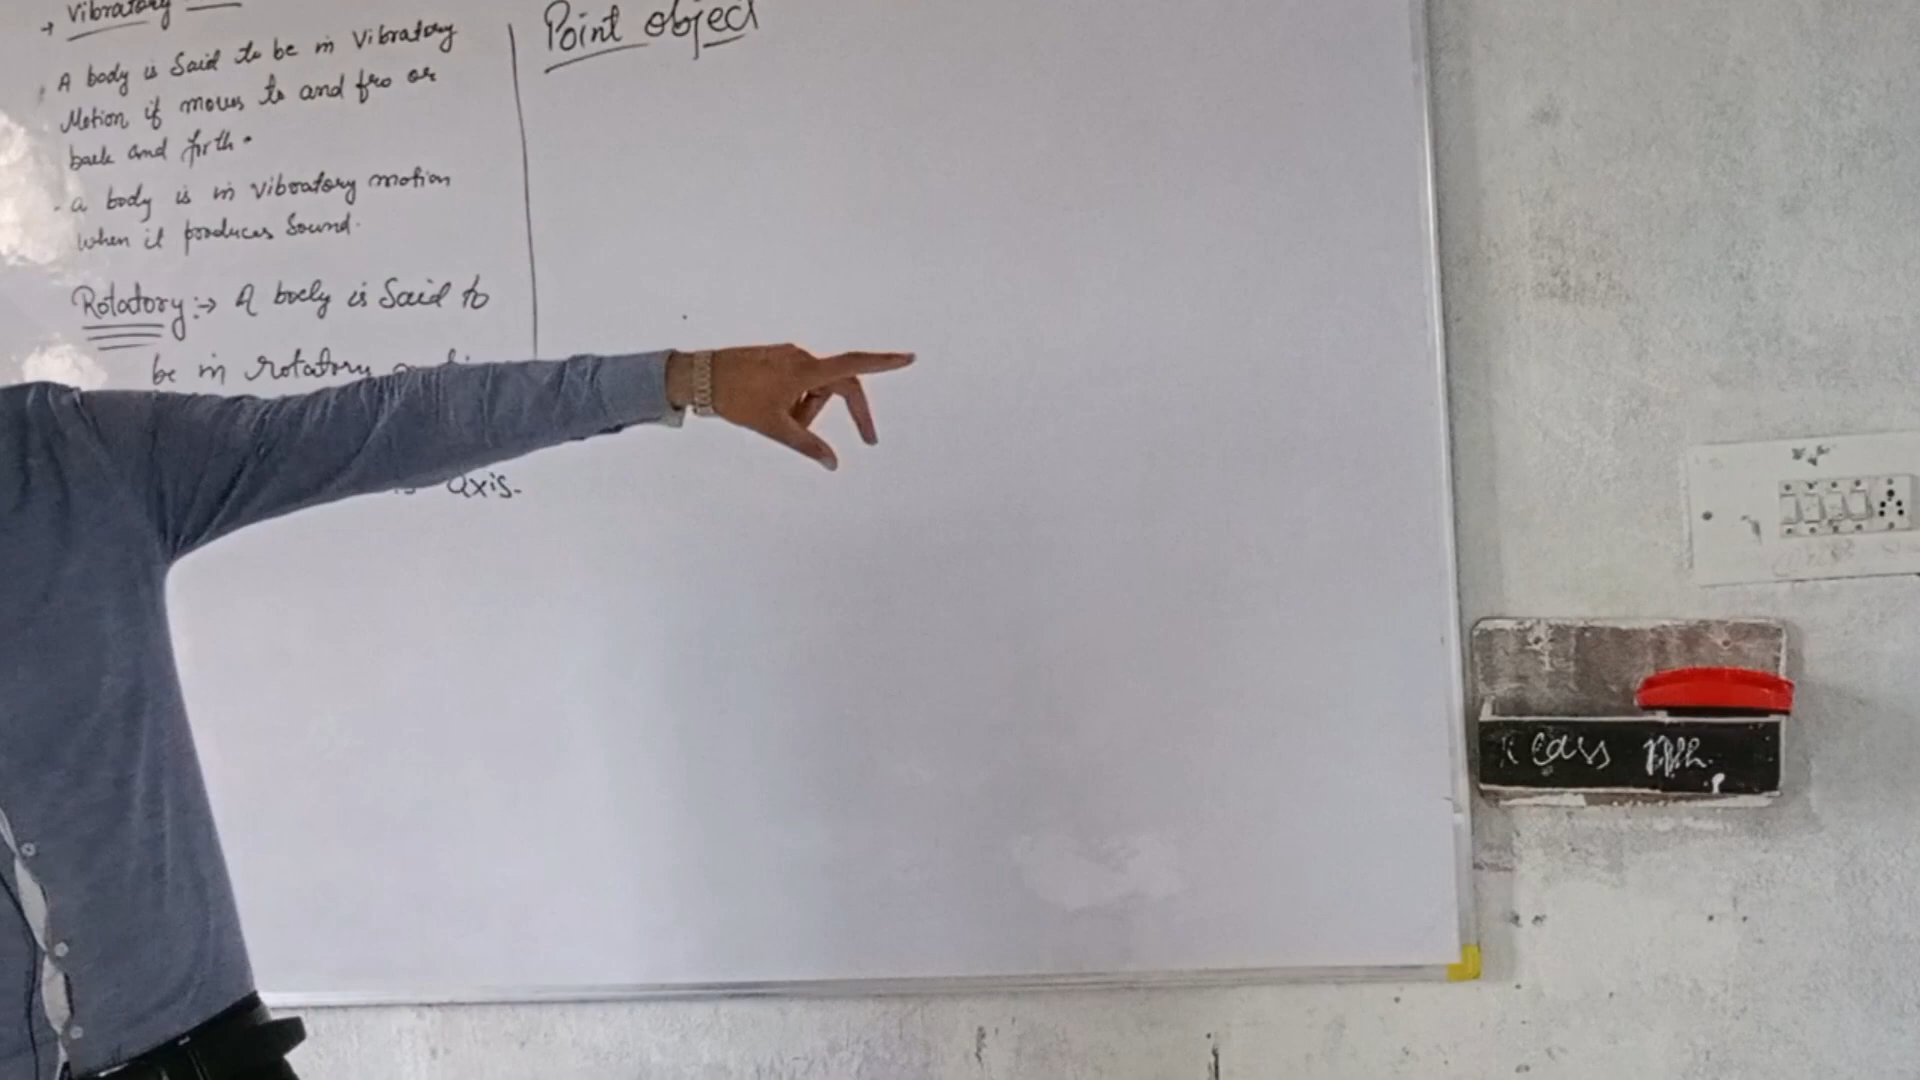 → Vibratory
• A body is Said to be in Vibratory
Motion if moves to and fro or
back and forth.
- a body is in vibratory motion
when it produces Sound.
Rotatory :→ A body is Said to
be in rotatory
axis.
Point object